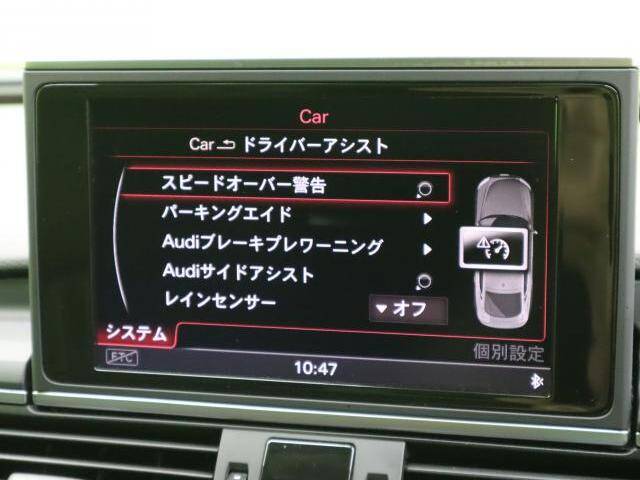 Car
Car ドライバーアシスト
スピードオーバー警告
パーキングエイド
Audiブレーキプレワーニング
Audiサイドアシスト
レインセンサー ▼ オフ
システム 個別設定
ETC 10:47